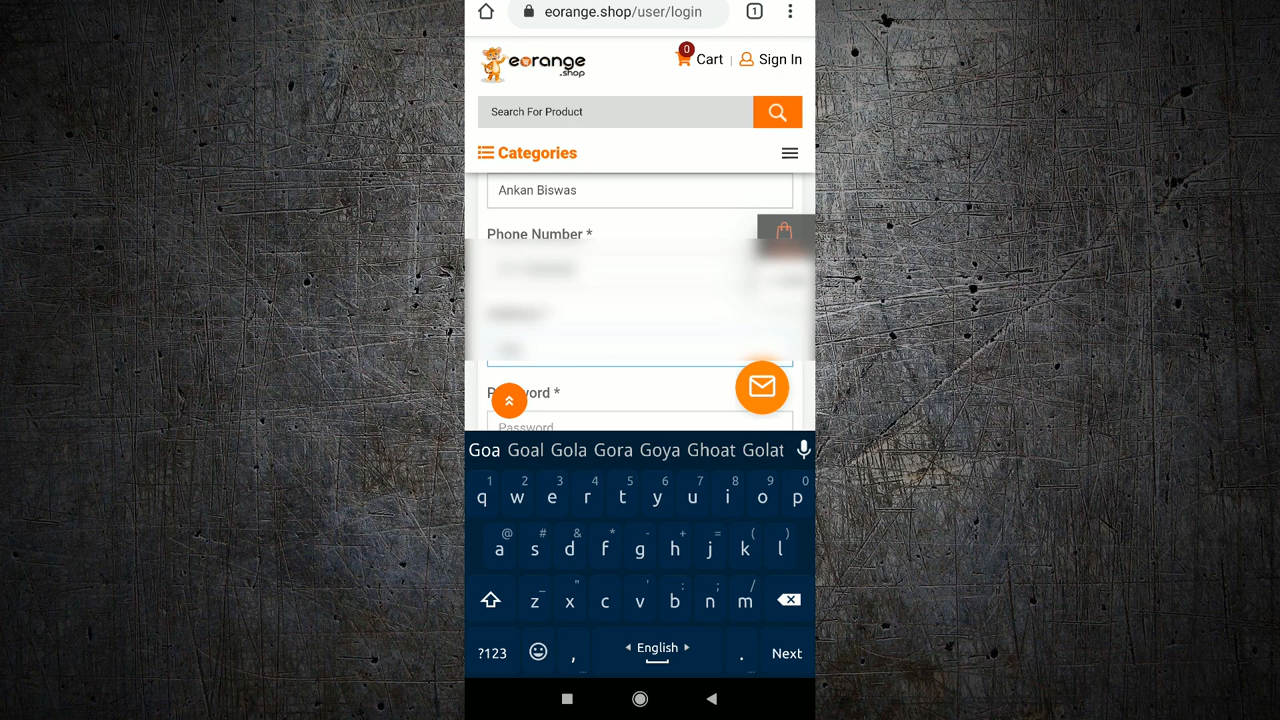 eorange.shop/user/login
1
eorange
.shop
0
Cart
Sign In
Search For Product
Categories
Ankan Biswas
Phone Number *
Password
Goa Goal Gola Gora Goya Ghoat Golat
1 2 3 4 5 6 7 8 9 0
q w e r t y u i o p
@ # & * - + = ( )
a s d f g h j k l
_ " ' : ; /
z x c v b n m
?123 , English . Next